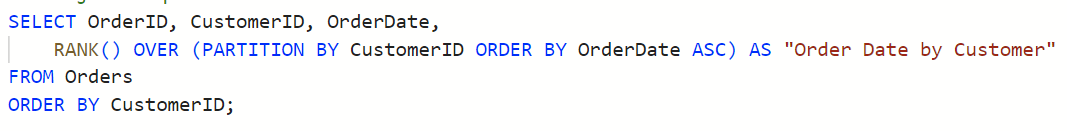 SELECT OrderID, CustomerID, OrderDate,
RANK() OVER (PARTITION BY CustomerID ORDER BY OrderDate ASC) AS "Order Date by Customer"
FROM Orders
ORDER BY CustomerID;